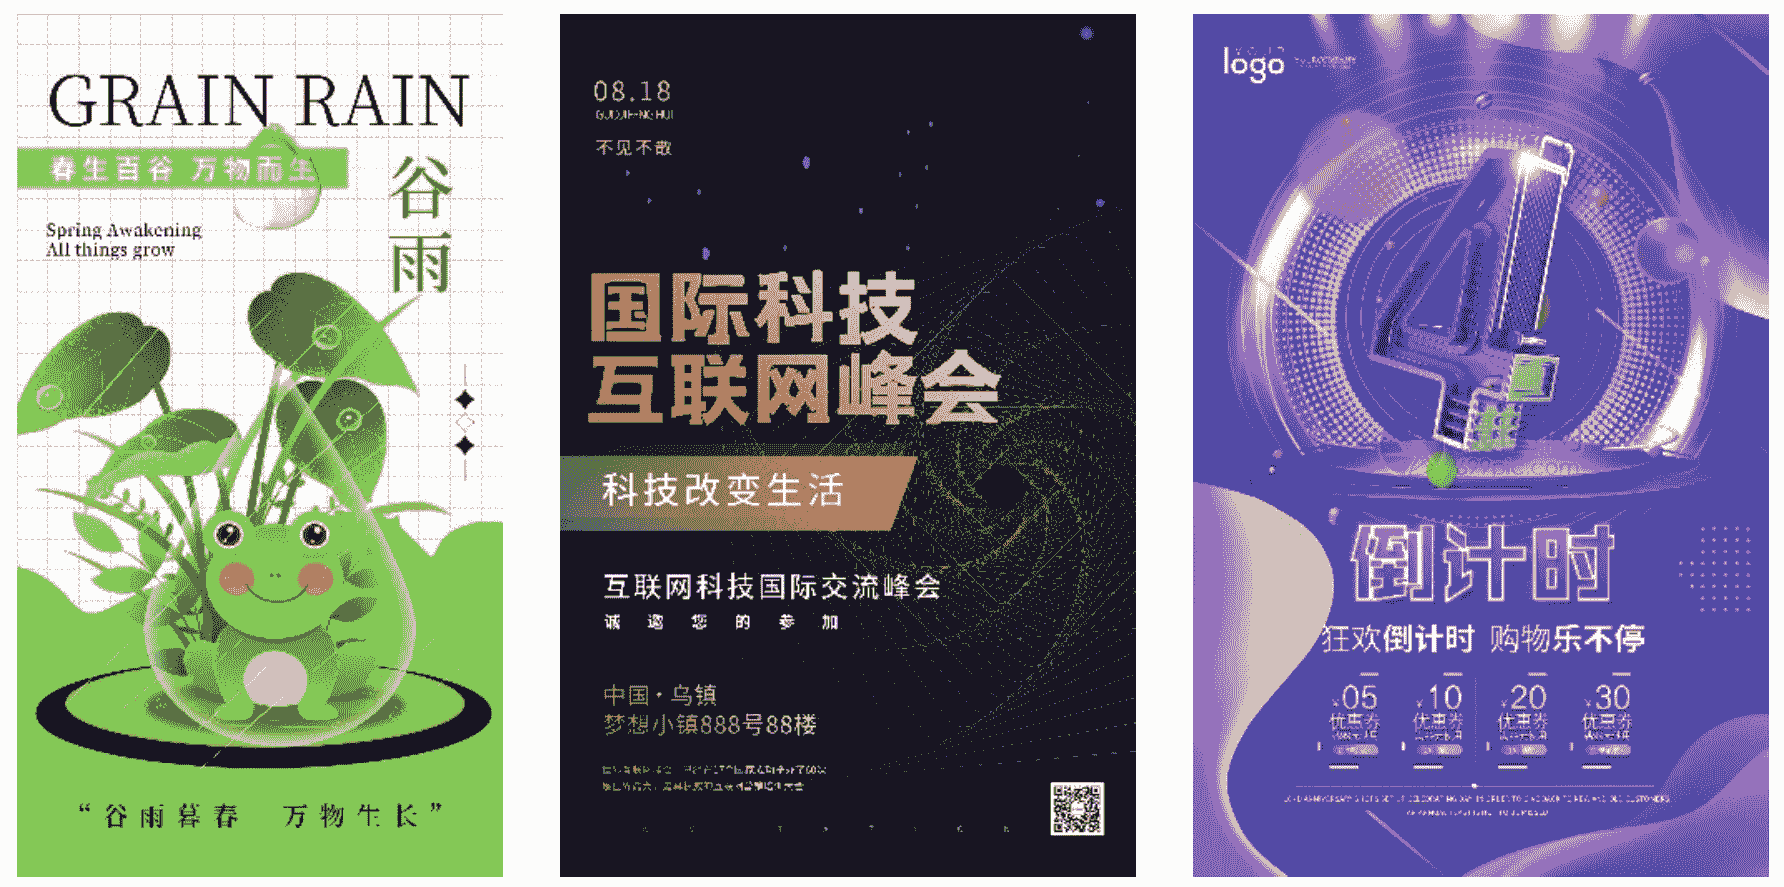 GRAIN RAIN
春生百谷 万物而生
谷雨
Spring Awakening
All things grow
“谷雨暮春 万物生长”
08.18
不见不散
国际科技
互联网峰会
科技改变生活
互联网科技国际交流峰会
诚邀您的参加
中国·乌镇
梦想小镇888号88楼
logo
4
倒计时
狂欢倒计时 购物乐不停
¥05 ¥10 ¥20 ¥30
优惠券 优惠券 优惠券 优惠券